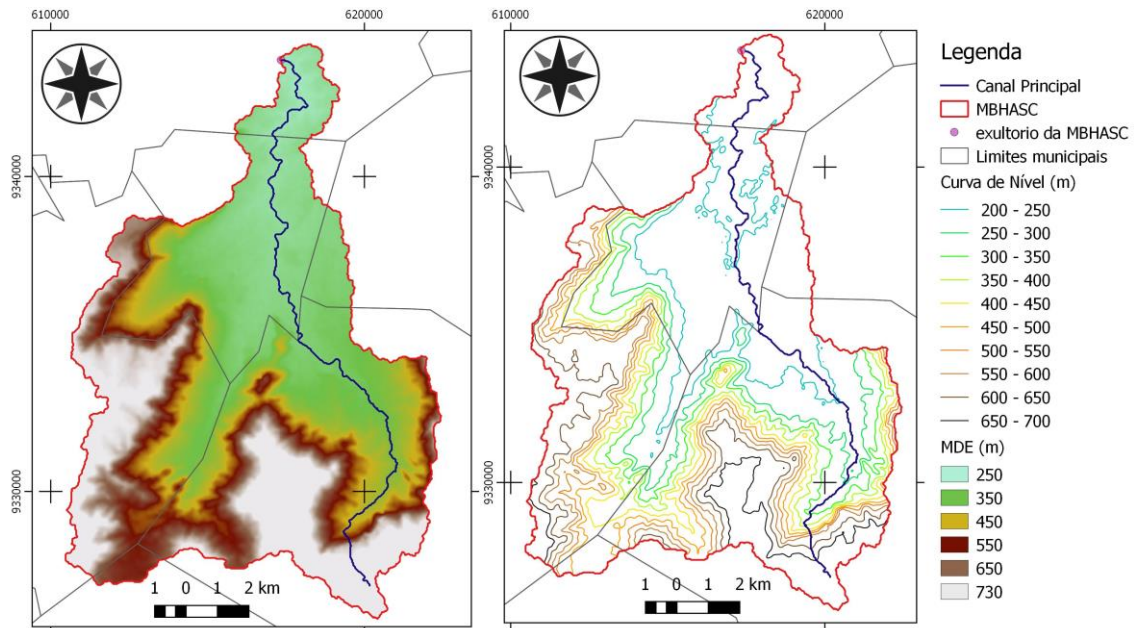 610000
620000
9340000
9330000
1 0 1 2 km
610000
620000
9340000
9330000
1 0 1 2 km
Legenda
Canal Principal
MBHASC
exultorio da MBHASC
Limites municipais
Curva de Nível (m)
200 - 250
250 - 300
300 - 350
350 - 400
400 - 450
450 - 500
500 - 550
550 - 600
600 - 650
650 - 700
MDE (m)
250
350
450
550
650
730